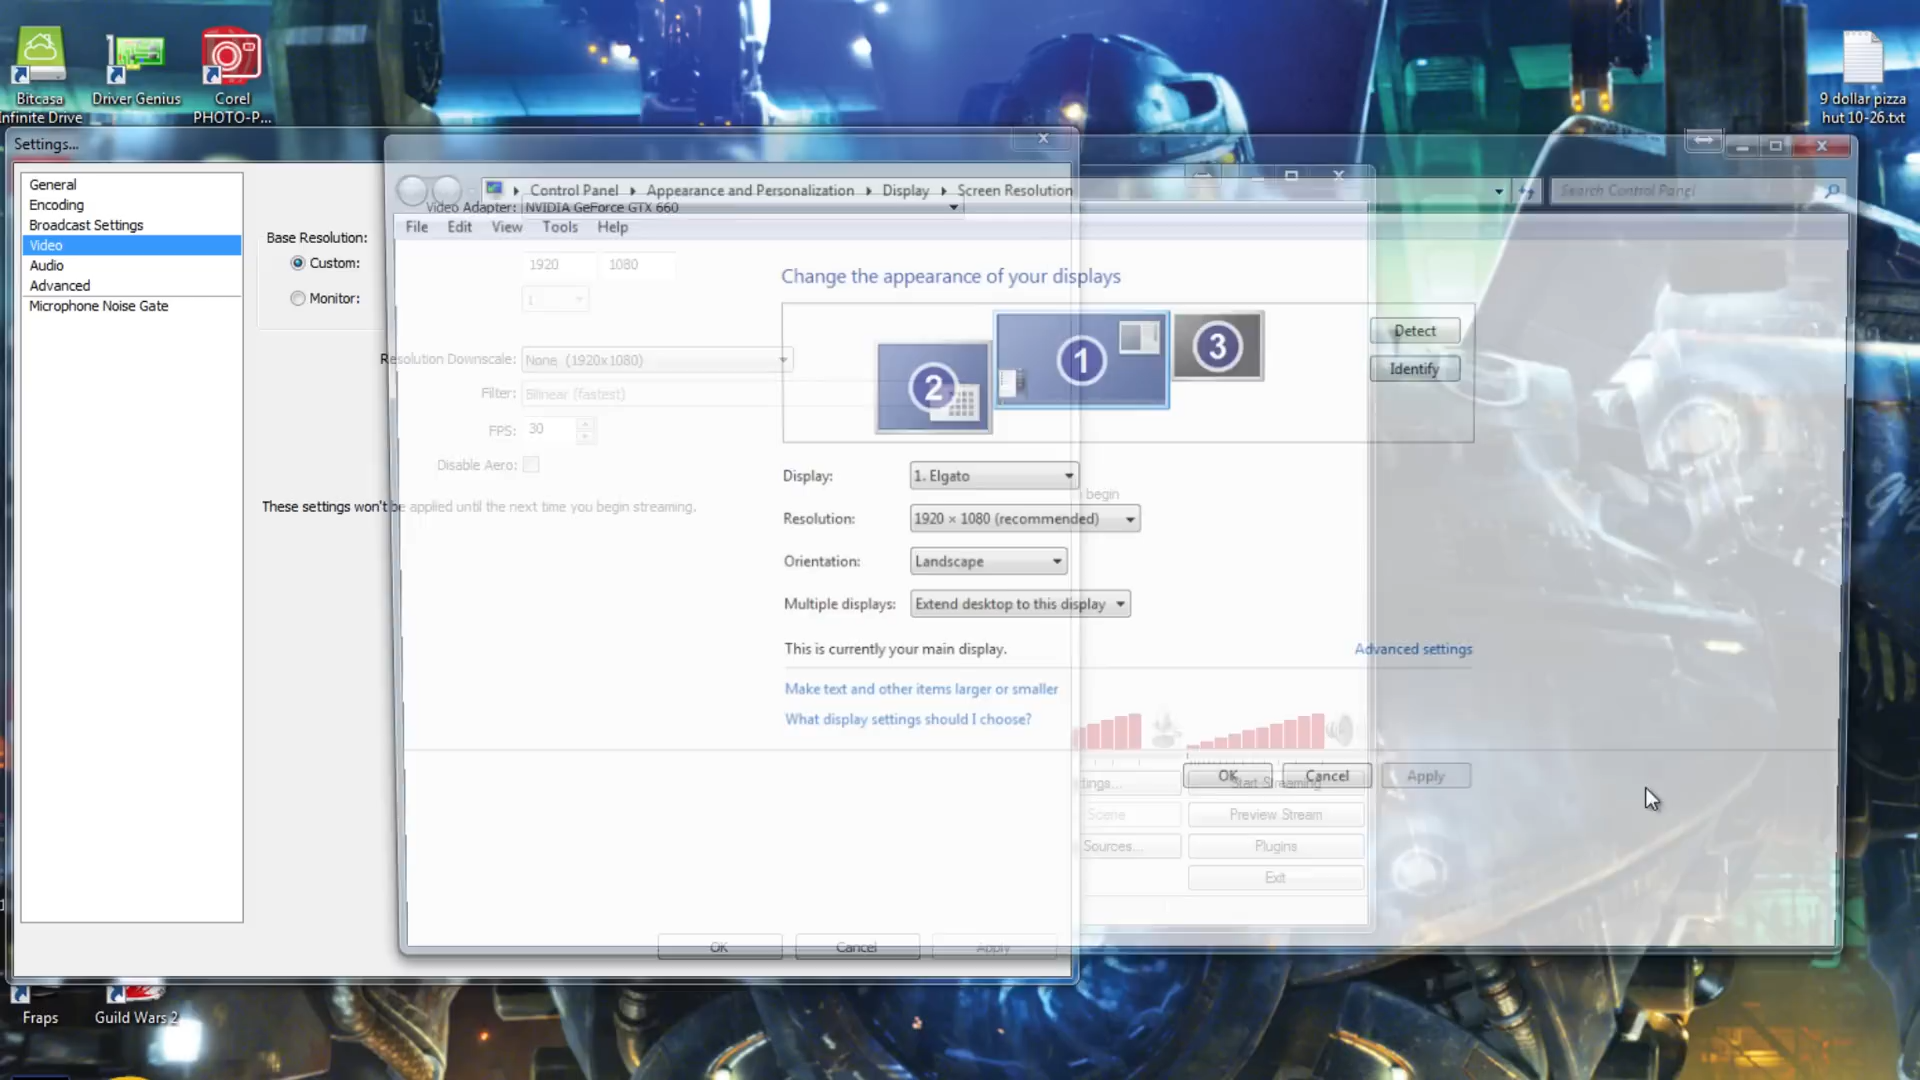 Bitcasa
Infinite Drive
Driver Genius
Corel
PHOTO-P...
9 dollar pizza
hut 10-26.txt
Settings...
General
Encoding
Broadcast Settings
Video
Audio
Advanced
Microphone Noise Gate
Control Panel
Appearance and Personalization
Display
Screen Resolution
Search Control Panel
Video Adapter:
NVIDIA GeForce GTX 660
File
Edit
View
Tools
Help
Base Resolution:
Custom:
1920
1080
Monitor:
1
Change the appearance of your displays
2
1
3
Detect
Identify
Resolution Downscale:
None (1920x1080)
Filter:
Bilinear (fastest)
FPS:
30
Disable Aero:
Display:
1. Elgato
begin
These settings won't be applied until the next time you begin streaming.
Resolution:
1920 × 1080 (recommended)
Orientation:
Landscape
Multiple displays:
Extend desktop to this display
This is currently your main display.
Advanced settings
Make text and other items larger or smaller
What display settings should I choose?
OK
Cancel
Apply
tings...
Start Streaming
Scene
Preview Stream
Sources...
Plugins
Exit
OK
Cancel
Apply
Fraps
Guild Wars 2